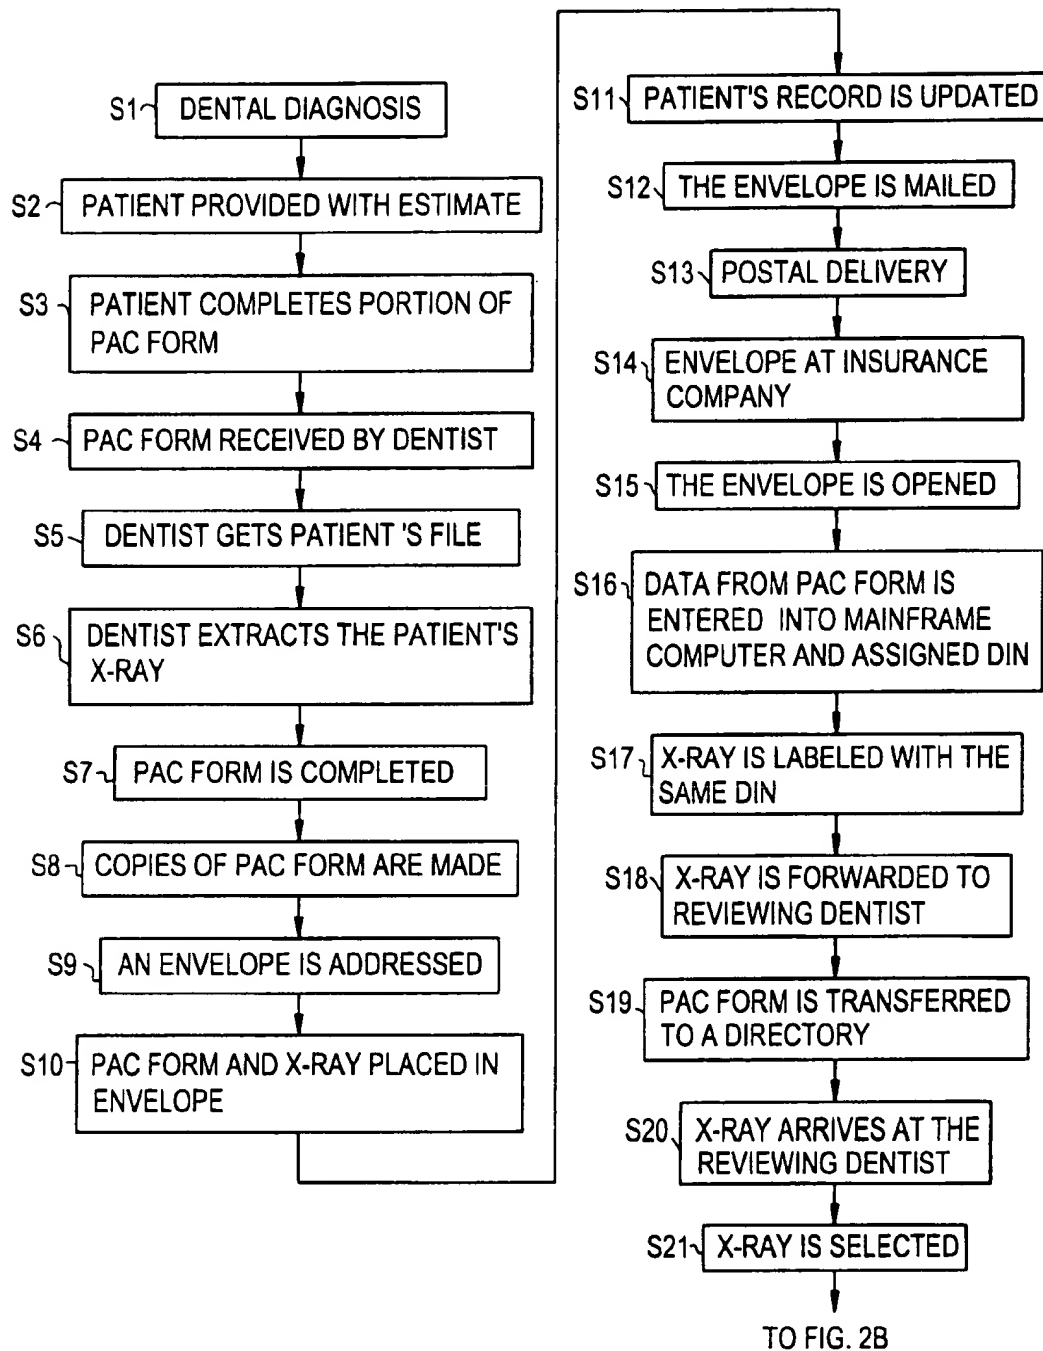 S1 DENTAL DIAGNOSIS
S2 PATIENT PROVIDED WITH ESTIMATE
S3 PATIENT COMPLETES PORTION OF
PAC FORM
S4 PAC FORM RECEIVED BY DENTIST
S5 DENTIST GETS PATIENT 'S FILE
S6 DENTIST EXTRACTS THE PATIENT'S
X-RAY
S7 PAC FORM IS COMPLETED
S8 COPIES OF PAC FORM ARE MADE
S9 AN ENVELOPE IS ADDRESSED
S10 PAC FORM AND X-RAY PLACED IN
ENVELOPE
S11 PATIENT'S RECORD IS UPDATED
S12 THE ENVELOPE IS MAILED
S13 POSTAL DELIVERY
S14 ENVELOPE AT INSURANCE
COMPANY
S15 THE ENVELOPE IS OPENED
S16 DATA FROM PAC FORM IS
ENTERED INTO MAINFRAME
COMPUTER AND ASSIGNED DIN
S17 X-RAY IS LABELED WITH THE
SAME DIN
S18 X-RAY IS FORWARDED TO
REVIEWING DENTIST
S19 PAC FORM IS TRANSFERRED
TO A DIRECTORY
S20 X-RAY ARRIVES AT THE
REVIEWING DENTIST
S21 X-RAY IS SELECTED
TO FIG. 2B